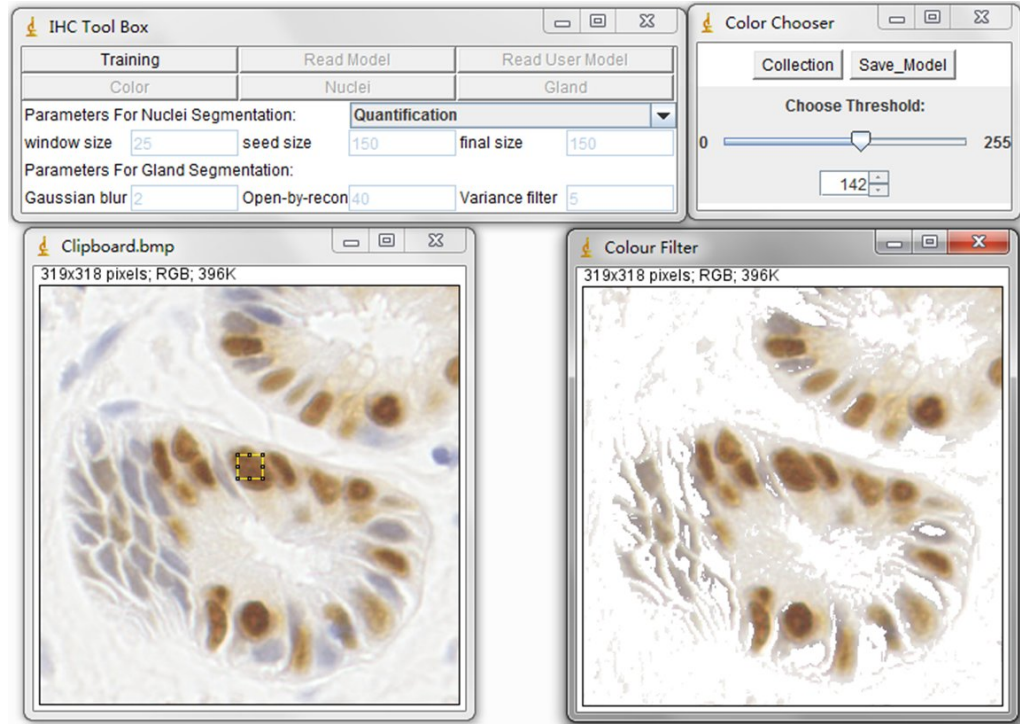 IHC Tool Box
Training Read Model Read User Model
Color Nuclei Gland
Parameters For Nuclei Segmentation: Quantification
window size 25 seed size 150 final size 150
Parameters For Gland Segmentation:
Gaussian blur 2 Open-by-recon 40 Variance filter 5
Color Chooser
Collection Save_Model
Choose Threshold:
0 255
142
Clipboard.bmp
319x318 pixels; RGB; 396K
Colour Filter
319x318 pixels; RGB; 396K